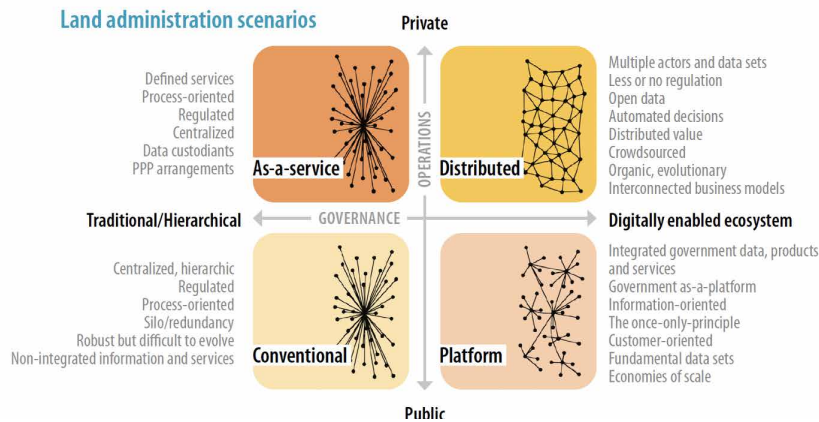 Land administration scenarios
Private
Defined services
Process-oriented
Regulated
Centralized
Data custodiants
PPP arrangements
As-a-service
OPERATIONS
Distributed
Multiple actors and data sets
Less or no regulation
Open data
Automated decisions
Distributed value
Crowdsourced
Organic, evolutionary
Interconnected business models
Traditional/Hierarchical
GOVERNANCE
Digitally enabled ecosystem
Centralized, hierarchic
Regulated
Process-oriented
Silo/redundancy
Robust but difficult to evolve
Non-integrated information and services
Conventional
Platform
Integrated government data, products
and services
Government as-a-platform
Information-oriented
The once-only-principle
Customer-oriented
Fundamental data sets
Economies of scale
Public